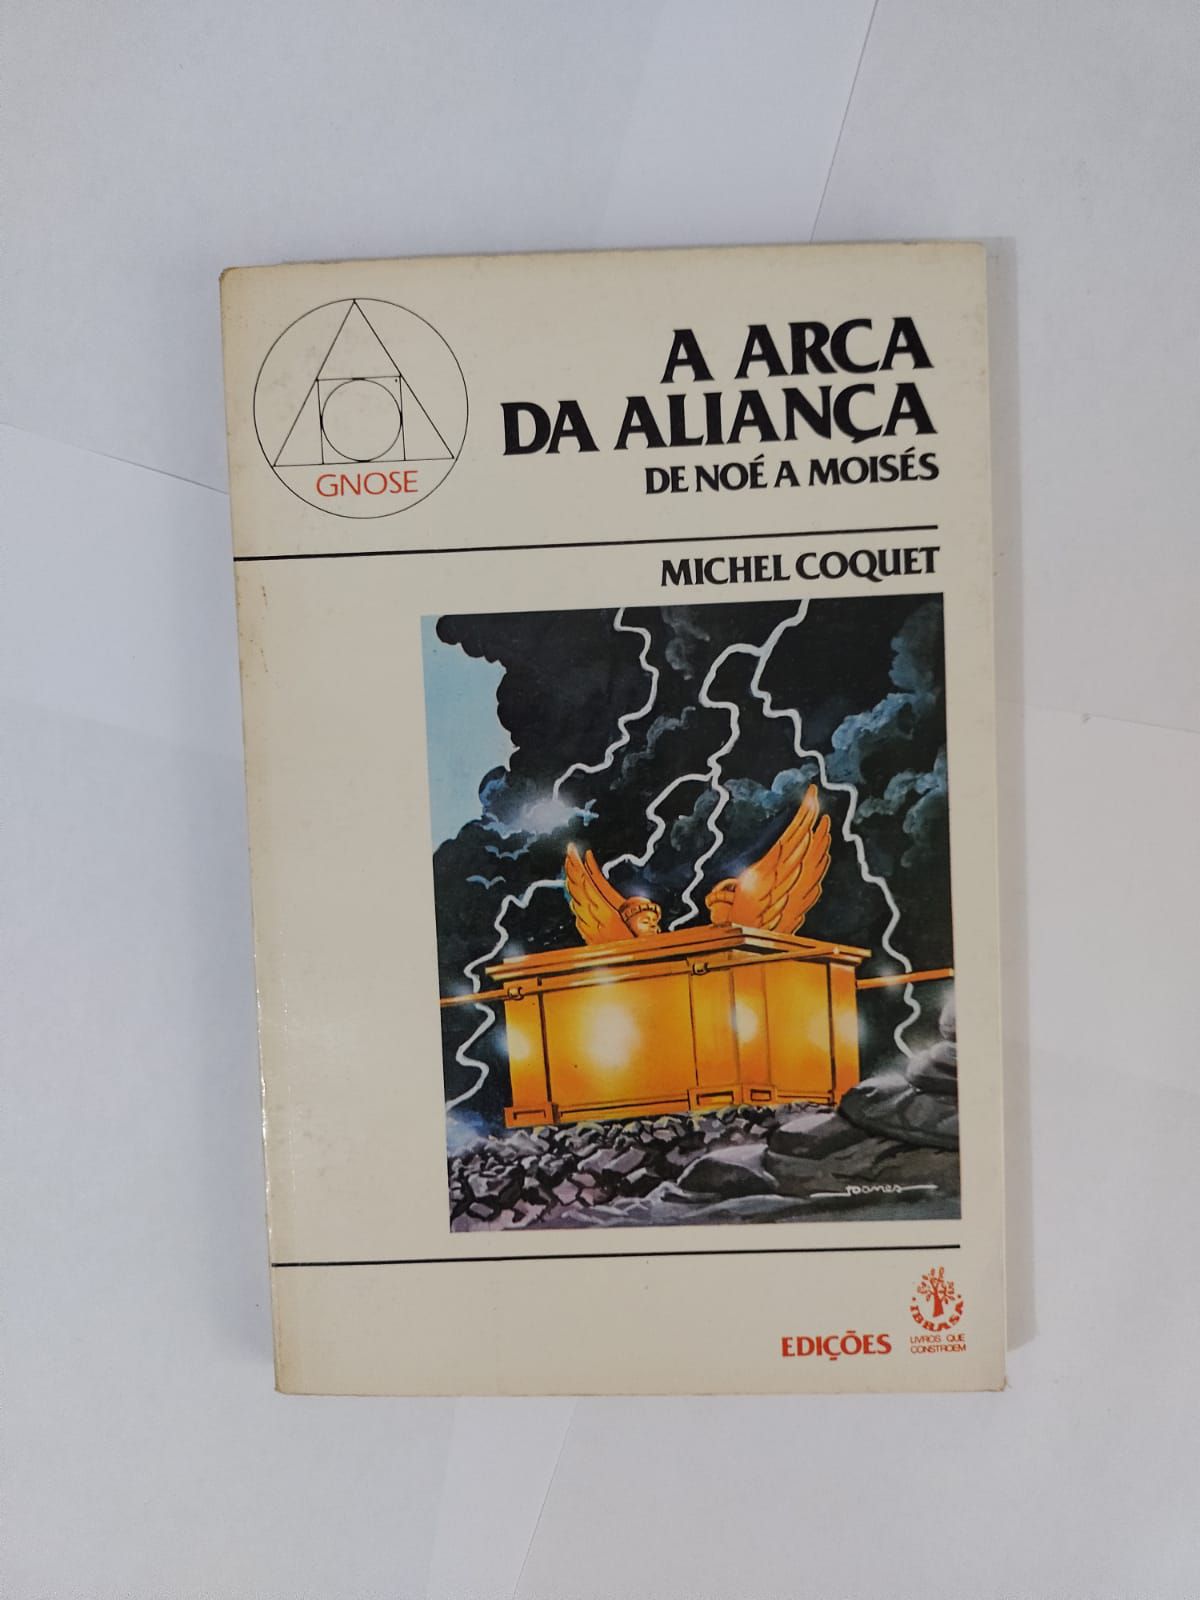 GNOSE
A ARCA
DA ALIANÇA
DE NOÉ A MOISÉS
MICHEL COQUET
EDIÇÕES
IBRASA
LIVROS QUE
CONSTROEM